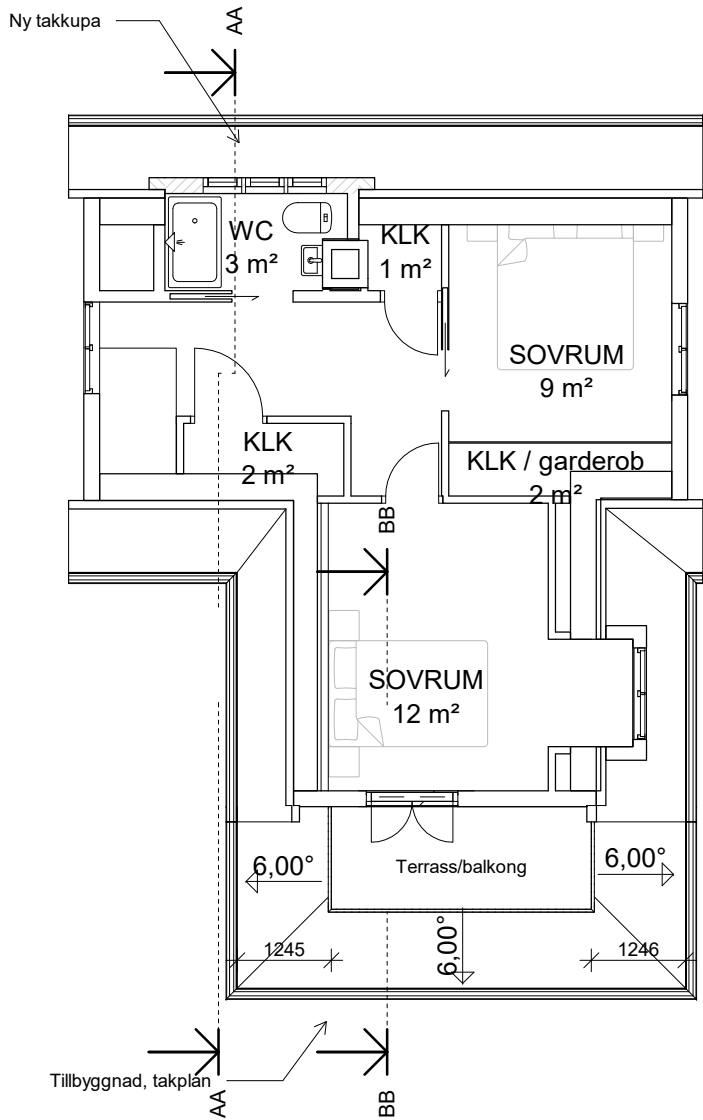 Ny takkupa
AA
WC
3 m²
KLK
1 m²
SOVRUM
9 m²
KLK
2 m²
KLK / garderob
2 m²
BB
SOVRUM
12 m²
6,00°
Terrass/balkong
6,00°
6,00°
1245
1246
Tillbyggnad, takplan
AA
BB